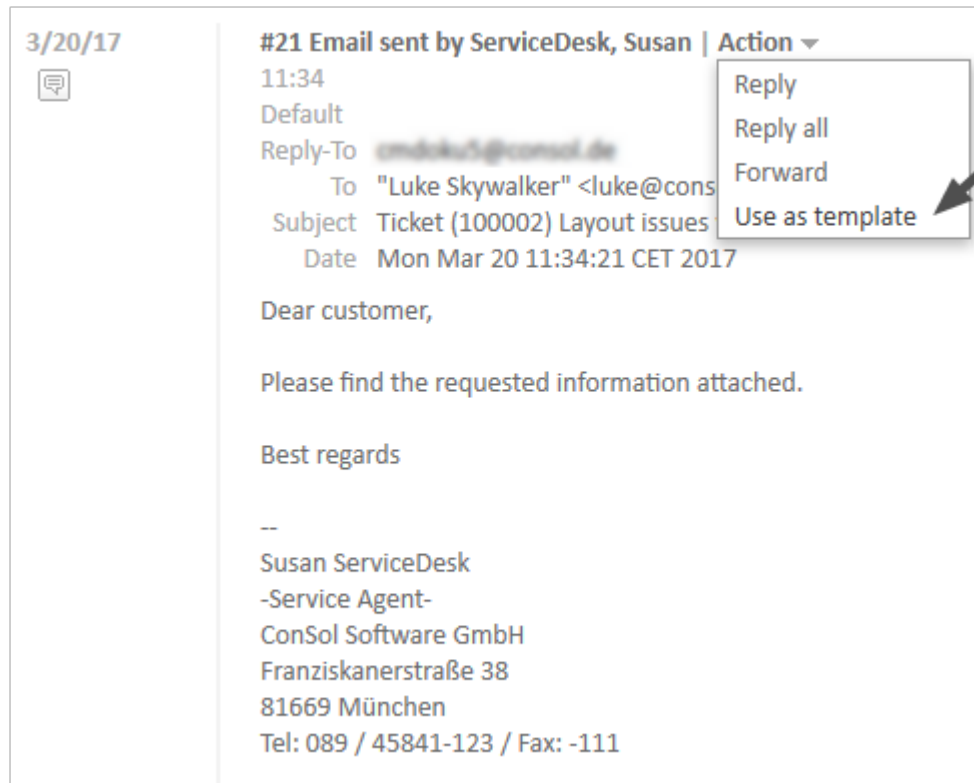 3/20/17
#21 Email sent by ServiceDesk, Susan | Action
11:34
Default
Reply-To
To "Luke Skywalker" <luke@cons
Subject Ticket (100002) Layout issues
Date Mon Mar 20 11:34:21 CET 2017
Reply
Reply all
Forward
Use as template
Dear customer,
Please find the requested information attached.
Best regards
--
Susan ServiceDesk
-Service Agent-
ConSol Software GmbH
Franziskanerstraße 38
81669 München
Tel: 089 / 45841-123 / Fax: -111